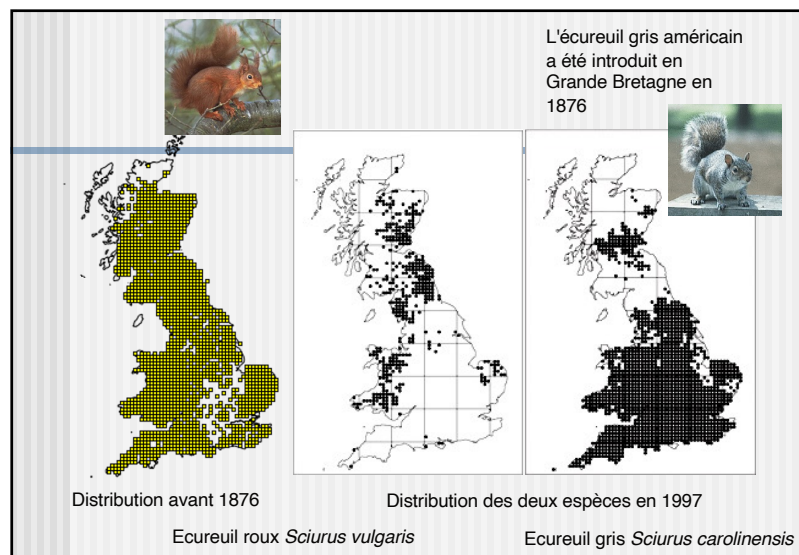 L'écureuil gris américain
a été introduit en
Grande Bretagne en
1876
Distribution avant 1876
Distribution des deux espèces en 1997
Ecureuil roux Sciurus vulgaris
Ecureuil gris Sciurus carolinensis